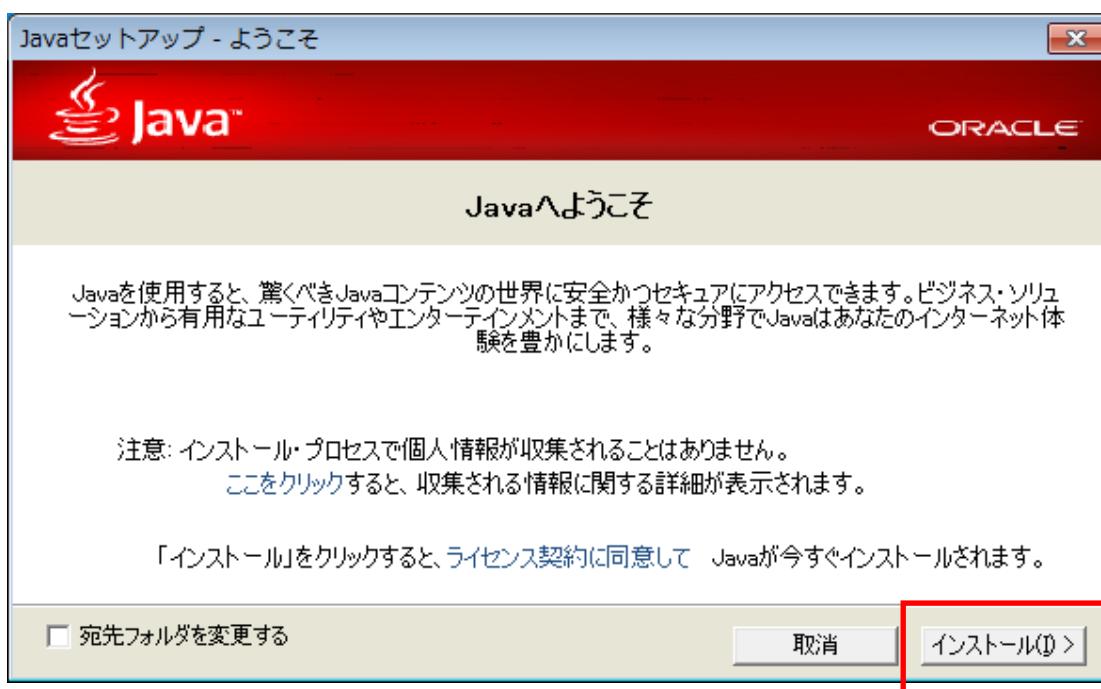 Javaセットアップ - ようこそ
Java™
ORACLE
Javaへようこそ
Javaを使用すると、驚くべきJavaコンテンツの世界に安全かつセキュアにアクセスできます。ビジネス・ソリュ
ーションから有用なユーティリティやエンターテインメントまで、様々な分野でJavaはあなたのインターネット体
験を豊かにします。
注意: インストール・プロセスで個人情報が収集されることはありません。
ここをクリックすると、収集される情報に関する詳細が表示されます。
「インストール」をクリックすると、ライセンス契約に同意して Javaが今すぐインストールされます。
宛先フォルダを変更する
取消
インストール(I) >